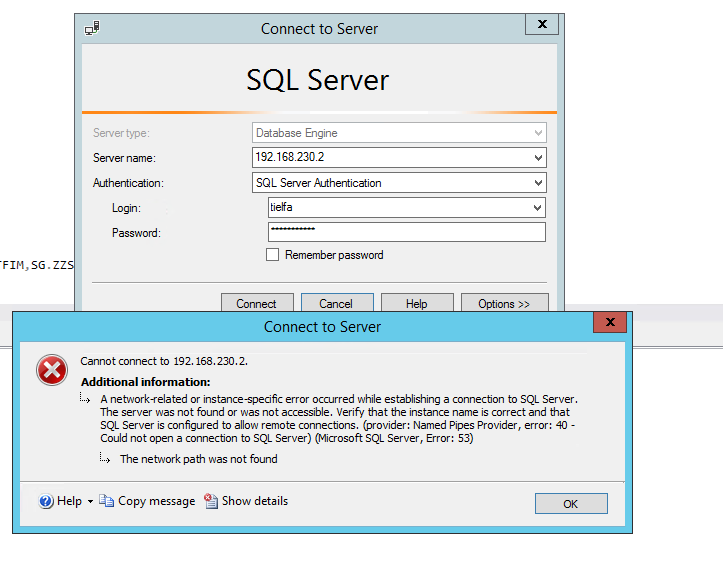 Connect to Server
x
SQL Server
Server type:
Database Engine
Server name:
192.168.230.2
Authentication:
SQL Server Authentication
Login:
tielfa
Password:
***********
Remember password
TFIM,SG.ZZS
Connect
Cancel
Help
Options >>
Connect to Server
x
Cannot connect to 192.168.230.2.
Additional information:
A network-related or instance-specific error occurred while establishing a connection to SQL Server.
The server was not found or was not accessible. Verify that the instance name is correct and that
SQL Server is configured to allow remote connections. (provider: Named Pipes Provider, error: 40 -
Could not open a connection to SQL Server) (Microsoft SQL Server, Error: 53)
The network path was not found
Help
Copy message
Show details
OK